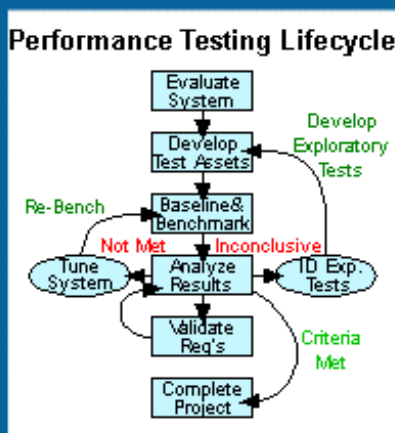 Performance Testing Lifecycle
Evaluate
System
Develop
Test Assets
Develop
Exploratory
Tests
Re-Bench
Baseline&
Benchmark
Not Met
Inconclusive
Tune
System
Analyze
Results
ID Exp.
Tests
Validate
Req's
Criteria
Met
Complete
Project